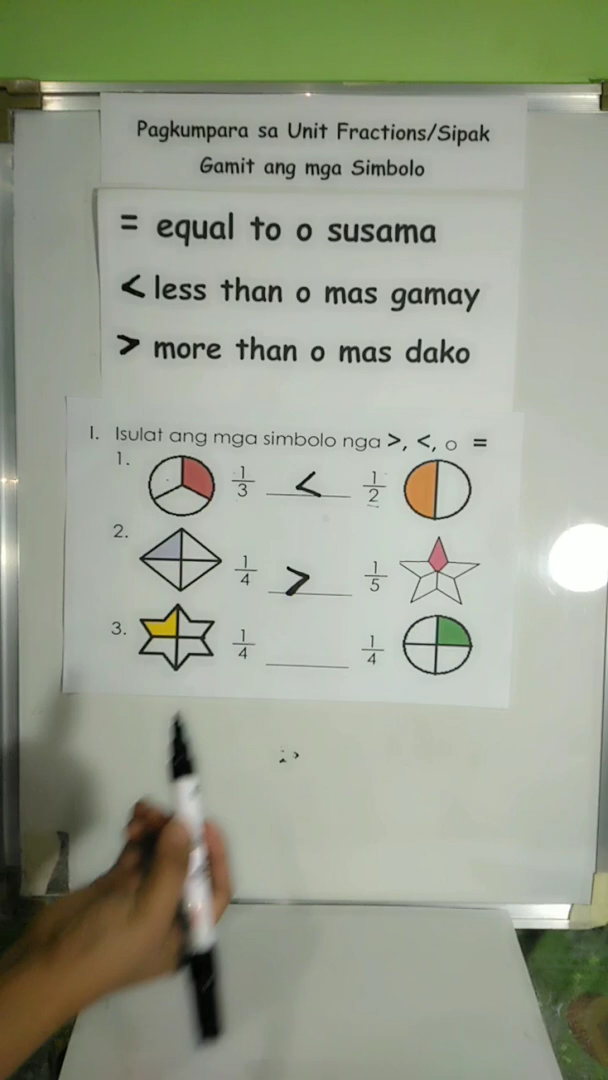 Pagkumpara sa Unit Fractions/Sipak
Gamit ang mga Simbolo
= equal to o susama
< less than o mas gamay
> more than o mas dako
I. Isulat ang mga simbolo nga >, <, o =
1. 1/3 < 1/2
2. 1/4 > 1/5
3. 1/4 ____ 1/4